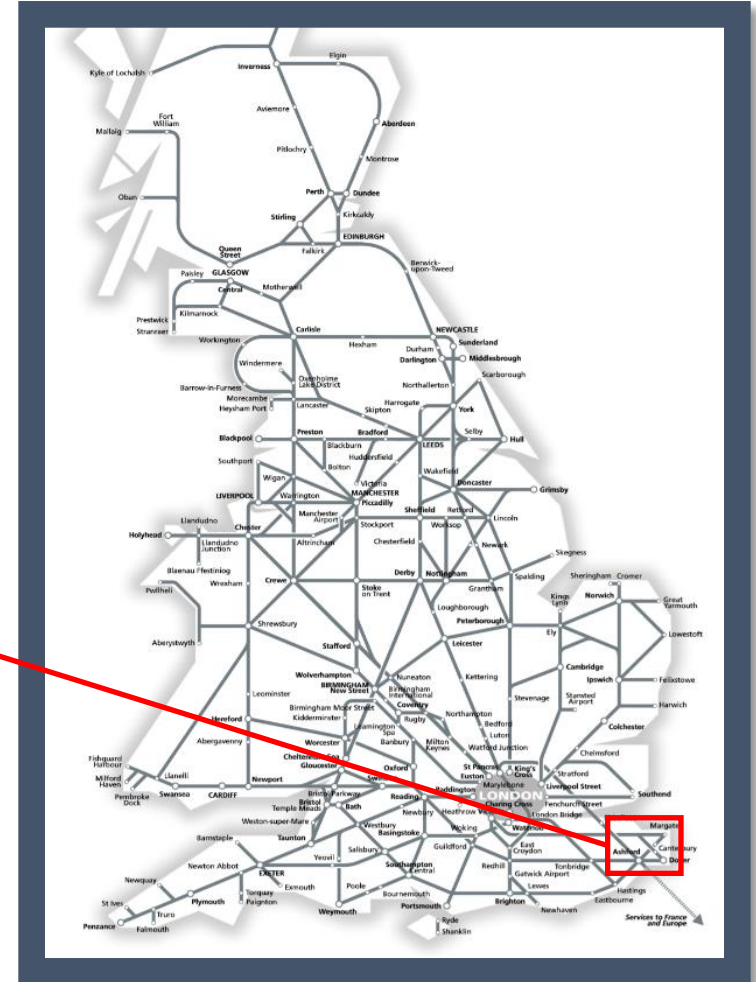 Elgin
Inverness
Kyle of Lochalsh
Aviemore
Fort
William
Aberdeen
Mallaig
Pitlochry
Montrose
Perth
Dundee
Oban
Stirling
Kirkcaldy
EDINBURGH
Queen
Street
Falkirk
Berwick-
upon-Tweed
Paisley
GLASGOW
Central
Motherwell
Prestwick
Kilmarnock
Stranraer
Carlisle
NEWCASTLE
Workington
Hexham
Sunderland
Durham
Darlington
Middlesbrough
Windermere
Scarborough
Oxenholme
Lake District
Northallerton
Barrow-in-Furness
Morecambe
Heysham Port
Lancaster
Harrogate
York
Skipton
Blackpool
Preston
Bradford
LEEDS
Selby
Hull
Blackburn
Huddersfield
Southport
Bolton
Wakefield
Wigan
Victoria
MANCHESTER
Piccadilly
Doncaster
Grimsby
LIVERPOOL
Warrington
Manchester
Airport
Sheffield
Retford
Lincoln
Llandudno
Stockport
Worksop
Holyhead
Chester
Llandudno
Junction
Altrincham
Chesterfield
Newark
Skegness
Blaenau Ffestiniog
Derby
Nottingham
Spalding
Sheringham
Cromer
Pwllheli
Wrexham
Crewe
Stoke
on Trent
Grantham
Kings
Lynn
Norwich
Great
Yarmouth
Loughborough
Peterborough
Shrewsbury
Ely
Lowestoft
Aberystwyth
Stafford
Leicester
Cambridge
Wolverhampton
Nuneaton
Kettering
Ipswich
Felixstowe
BIRMINGHAM
New Street
Birmingham
International
Stansted
Airport
Leominster
Coventry
Stevenage
Harwich
Birmingham Moor Street
Northampton
Kidderminster
Rugby
Hereford
Leamington
Spa
Bedford
Colchester
Abergavenny
Worcester
Banbury
Milton
Keynes
Luton
Watford Junction
Chelmsford
Fishguard
Harbour
Cheltenham Spa
Gloucester
Oxford
St Pancras
King's
Cross
Euston
Stratford
Milford
Haven
Llanelli
Newport
Marylebone
Liverpool Street
Pembroke
Dock
Swansea
CARDIFF
Bristol Parkway
Reading
Paddington
LONDON
Southend
Bristol
Temple Meads
Bath
Charing Cross
Fenchurch Street
Newbury
Heathrow
London Bridge
Weston-super-Mare
Westbury
Waterloo
Margate
Barnstaple
Taunton
Basingstoke
Woking
East
Croydon
Canterbury
Salisbury
Guildford
Ashford
Dover
Yeovil
Newton Abbot
EXETER
Southampton
Central
Redhill
Tonbridge
Gatwick Airport
Newquay
Exmouth
Poole
Lewes
Hastings
Torquay
Paignton
Bournemouth
Eastbourne
St Ives
Plymouth
Brighton
Newhaven
Truro
Weymouth
Portsmouth
Penzance
Falmouth
Ryde
Shanklin
Services to France
and Europe